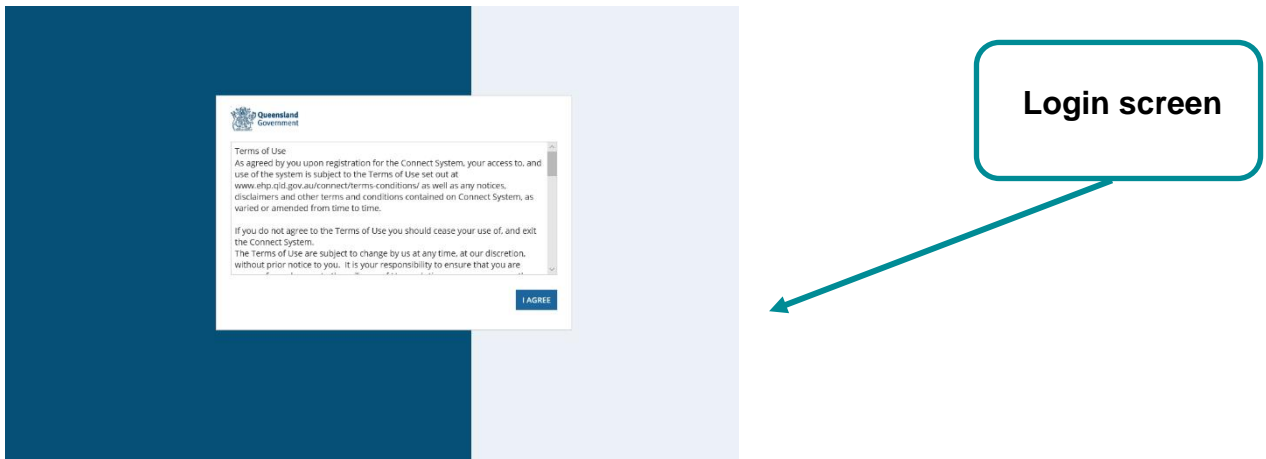 Queensland
Government
Terms of Use
As agreed by you upon registration for the Connect System, your access to, and
use of the system is subject to the Terms of Use set out at
www.ehp.qld.gov.au/connect/terms-conditions/ as well as any notices,
disclaimers and other terms and conditions contained on Connect System, as
varied or amended from time to time.
If you do not agree to the Terms of Use you should cease your use of, and exit
the Connect System.
The Terms of Use are subject to change by us at any time, at our discretion,
without prior notice to you. It is your responsibility to ensure that you are
I AGREE
Login screen